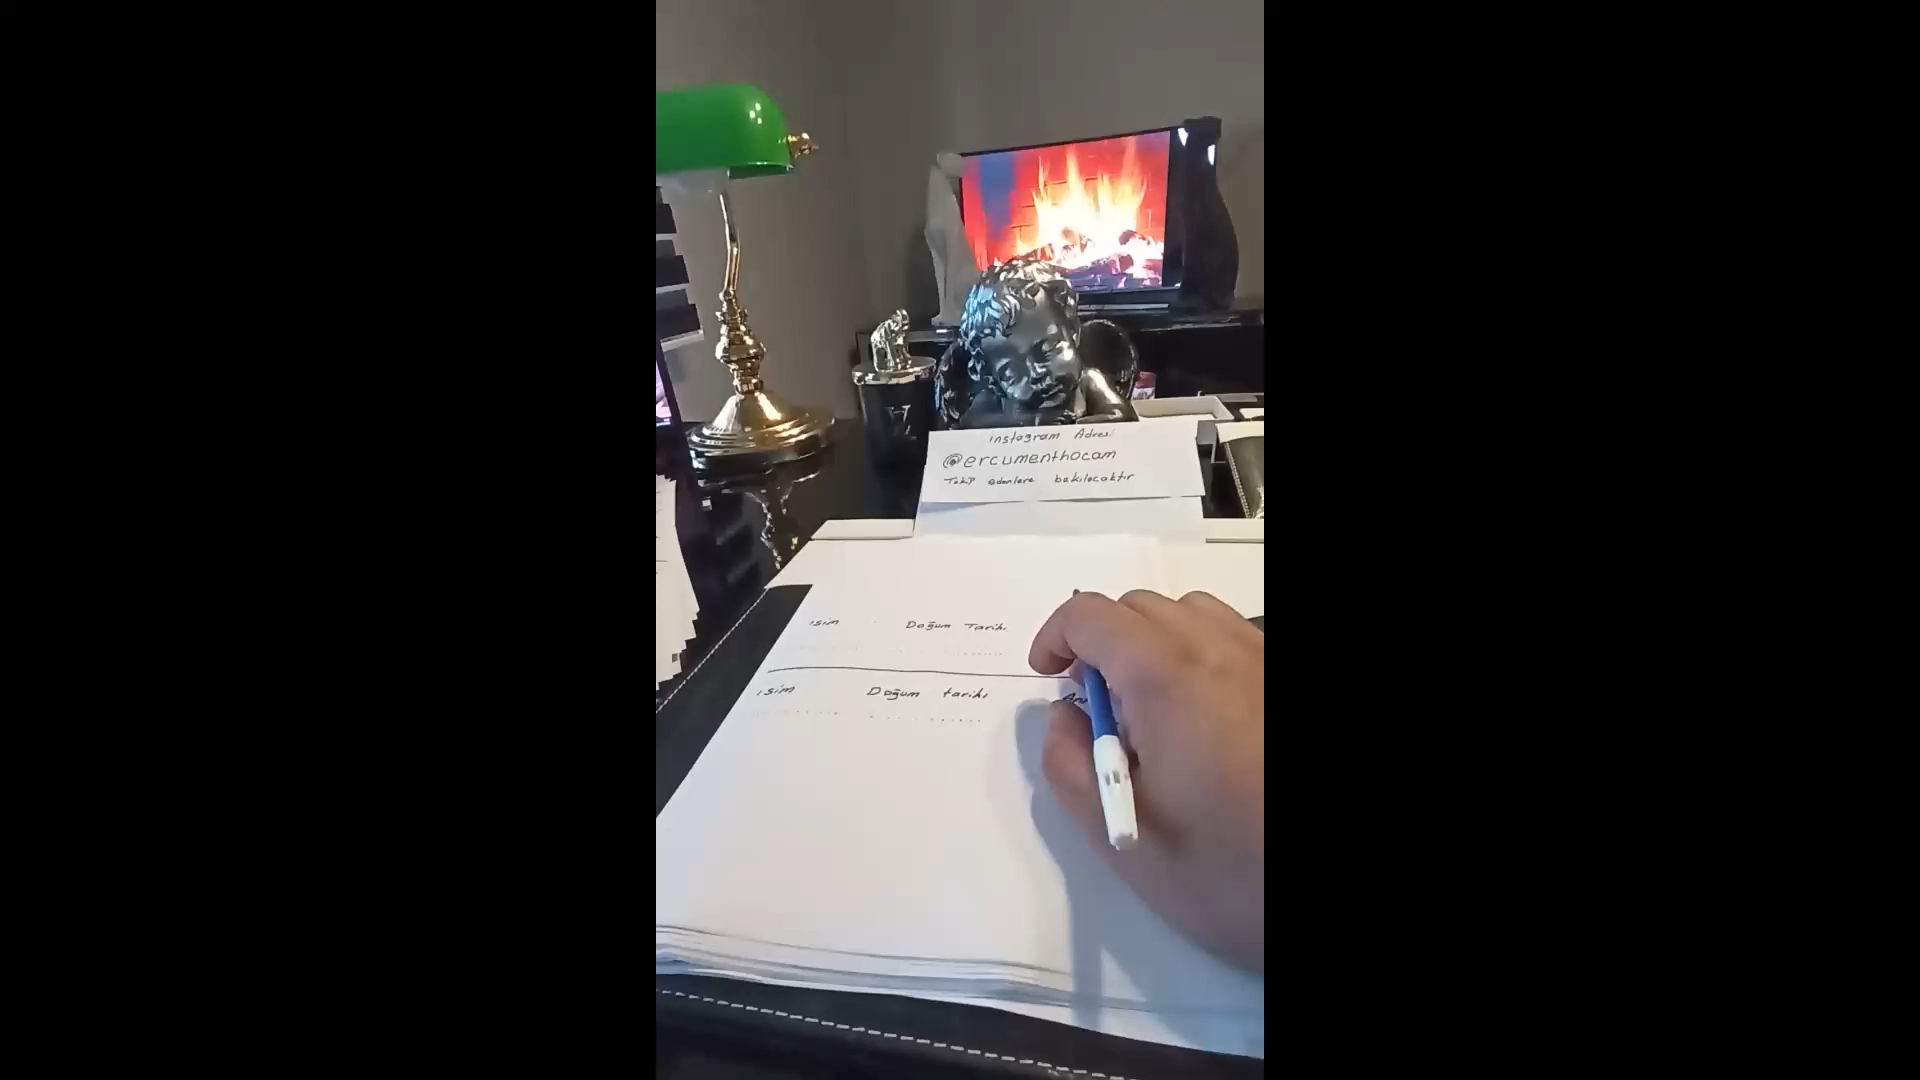 instagram Adresi
@ercumenthocam
Takip edenlere bakılacaktır
isim Doğum Tarihi
isim Doğum tarihi